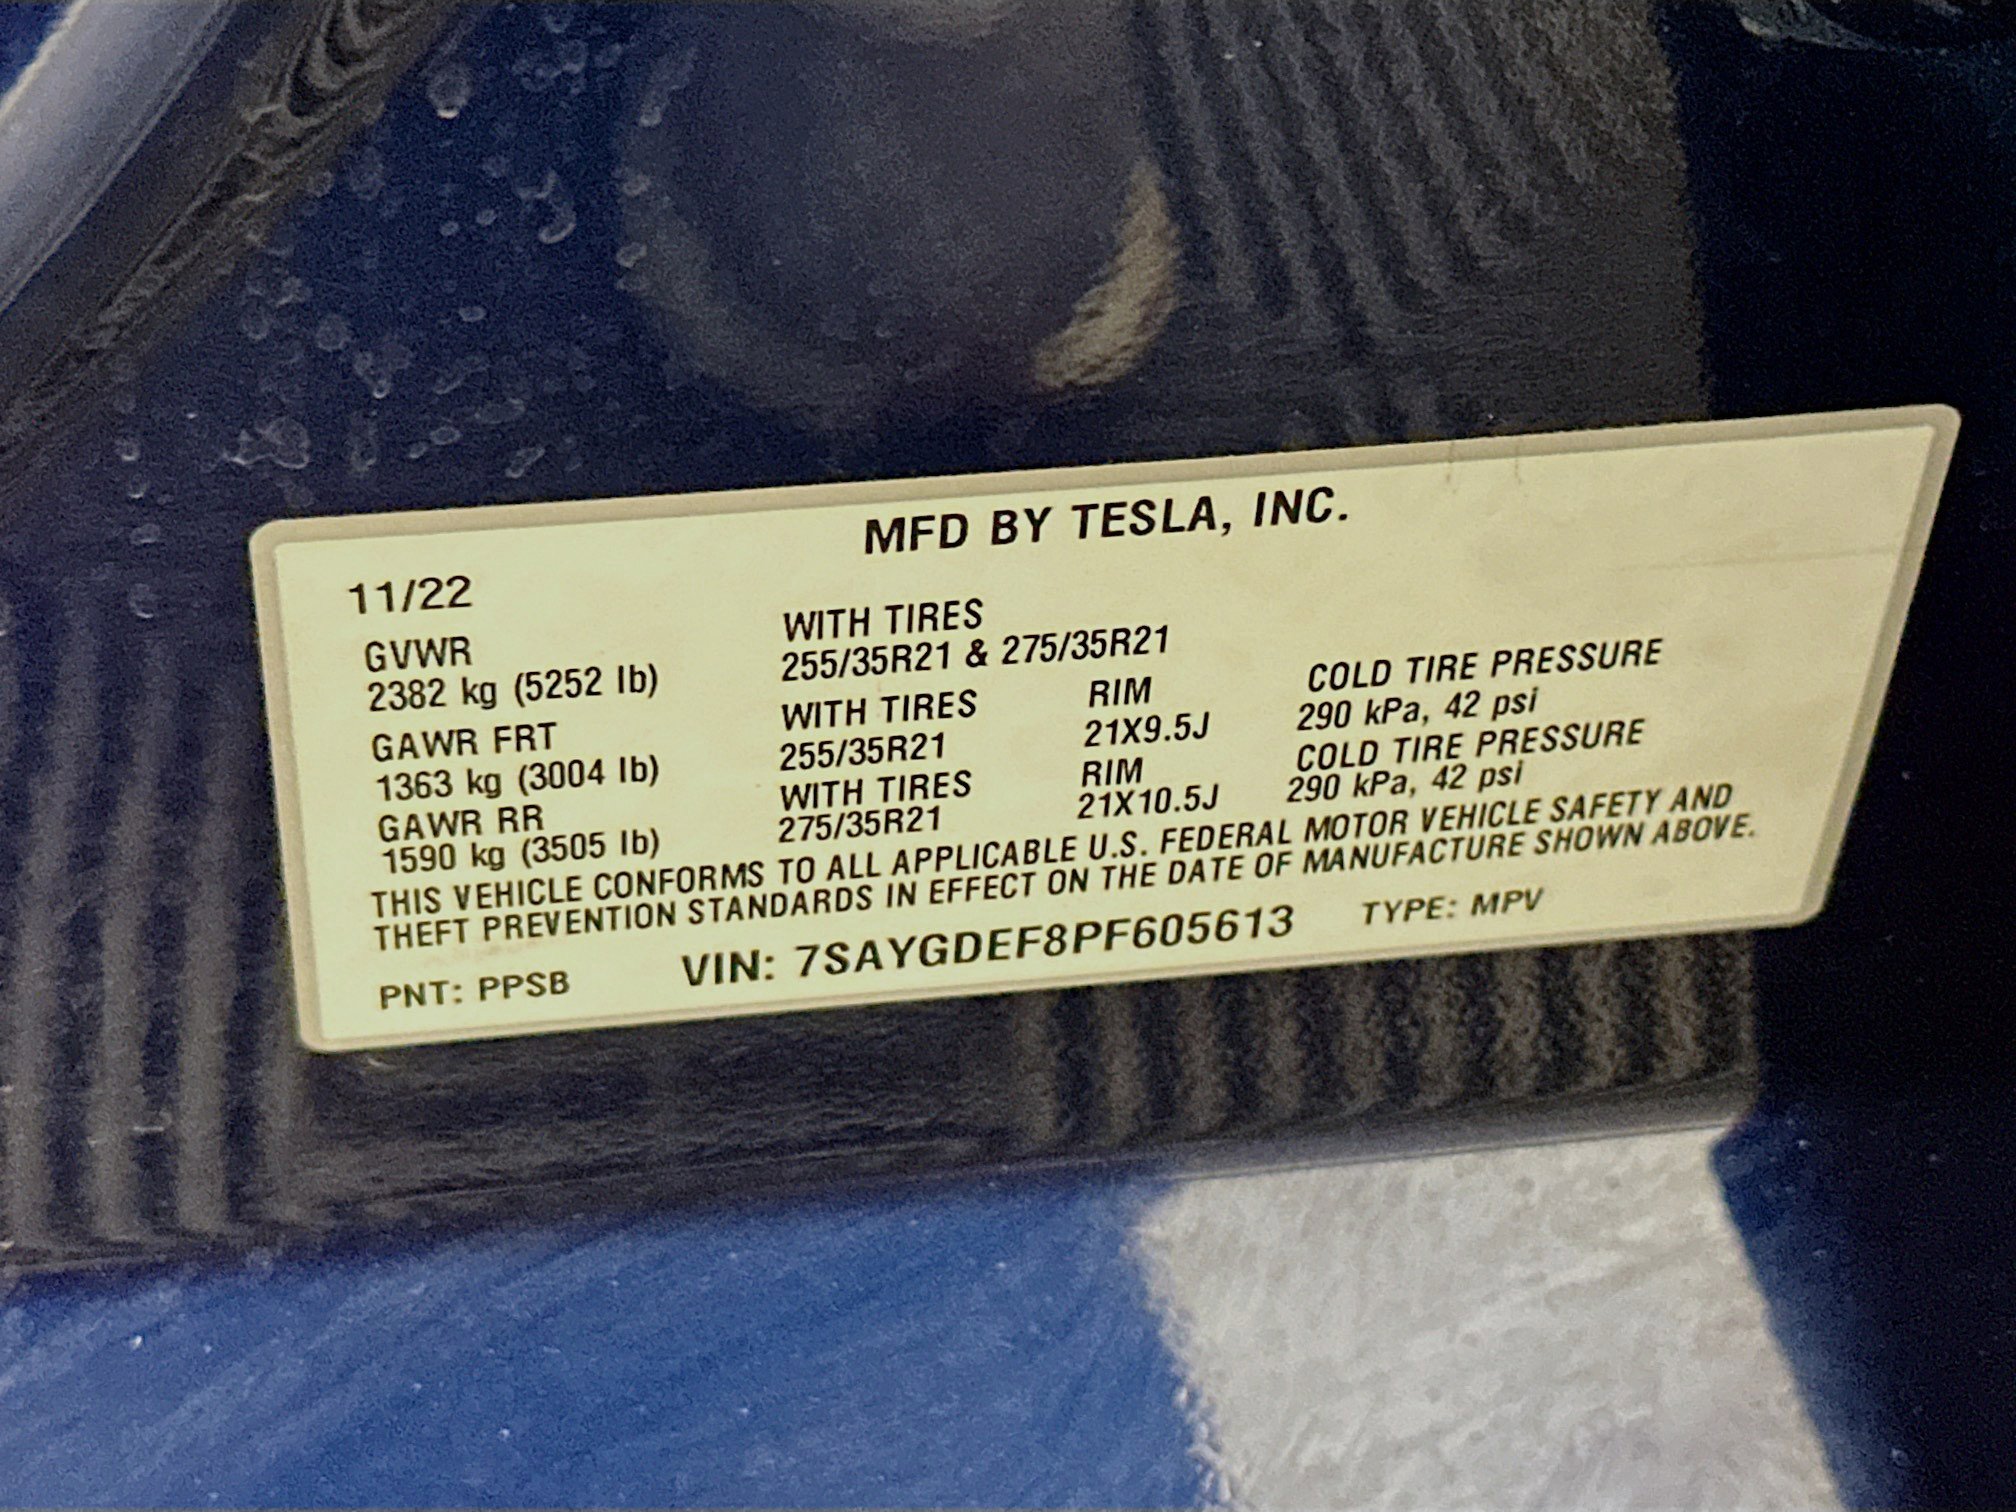 MFD BY TESLA, INC.
11/22
GVWR WITH TIRES
2382 kg (5252 lb) 255/35R21 & 275/35R21
GAWR FRT WITH TIRES RIM COLD TIRE PRESSURE
1363 kg (3004 lb) 255/35R21 21X9.5J 290 kPa, 42 psi
GAWR RR WITH TIRES RIM COLD TIRE PRESSURE
1590 kg (3505 lb) 275/35R21 21X10.5J 290 kPa, 42 psi
THIS VEHICLE CONFORMS TO ALL APPLICABLE U.S. FEDERAL MOTOR VEHICLE SAFETY AND
THEFT PREVENTION STANDARDS IN EFFECT ON THE DATE OF MANUFACTURE SHOWN ABOVE.
PNT: PPSB VIN: 7SAYGDEF8PF605613 TYPE: MPV